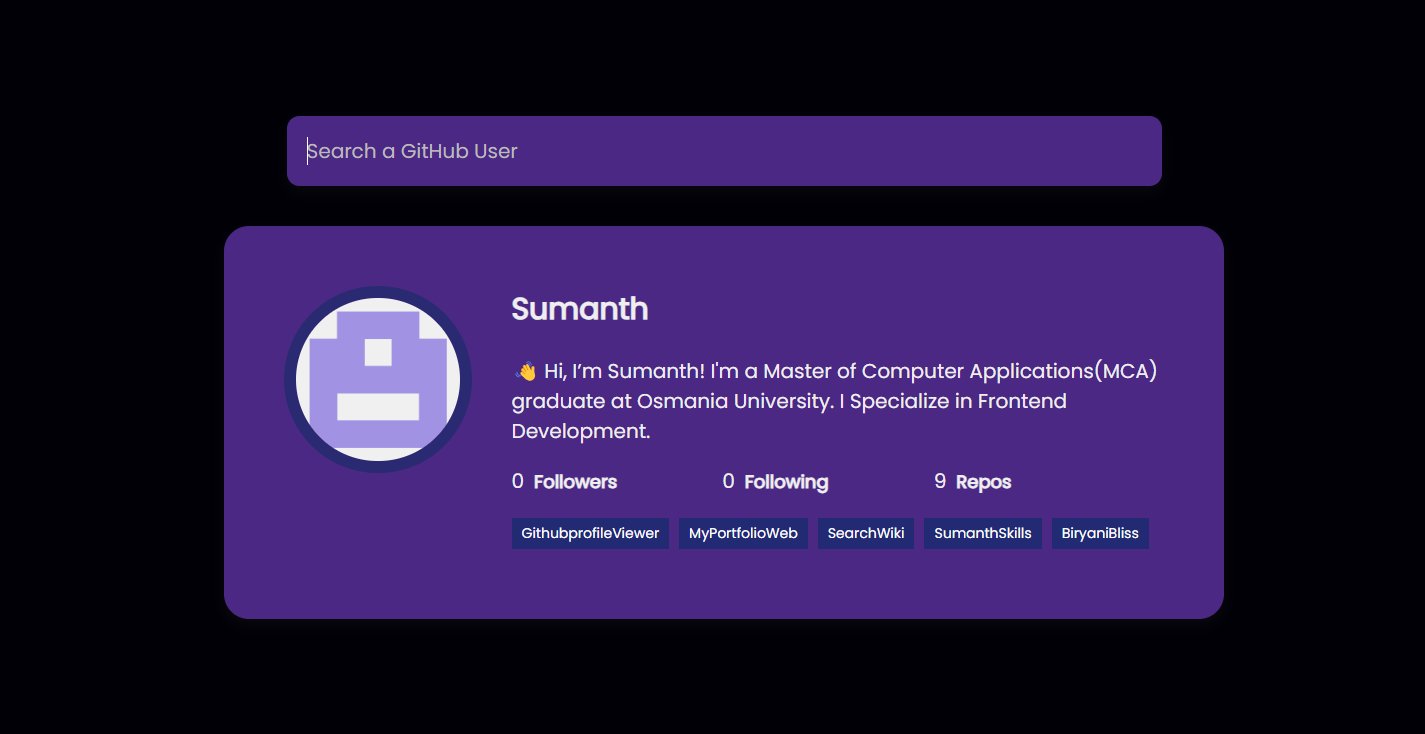 Search a GitHub User
Sumanth
👋 Hi, I’m Sumanth! I'm a Master of Computer Applications(MCA)
graduate at Osmania University. I Specialize in Frontend
Development.
0 Followers 0 Following 9 Repos
GithubprofileViewer MyPortfolioWeb SearchWiki SumanthSkills BiryaniBliss